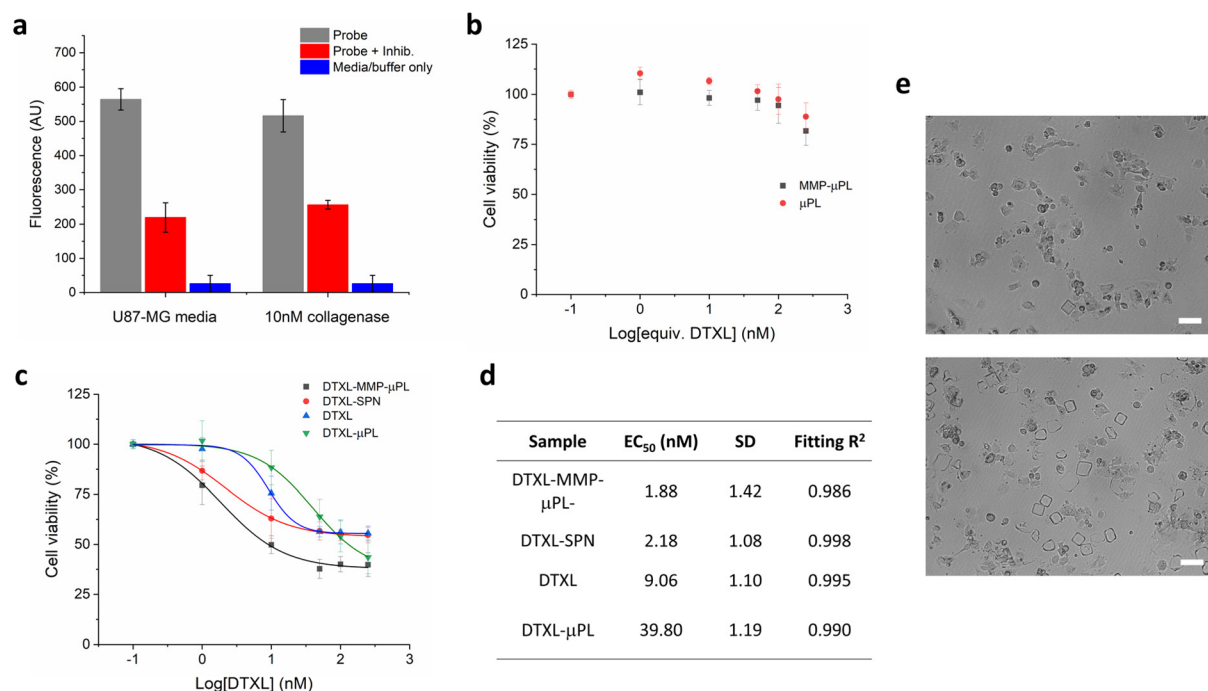 a
Probe
Probe + Inhib.
Media/buffer only
700
600
500
400
300
200
100
0
Fluorescence (AU)
U87-MG media
10nM collagenase
b
125
100
75
50
25
0
Cell viability (%)
MMP-μPL
μPL
-1
0
1
2
3
Log[equiv. DTXL] (nM)
c
125
100
75
50
25
0
Cell viability (%)
DTXL-MMP-μPL
DTXL-SPN
DTXL
DTXL-μPL
-1
0
1
2
3
Log[DTXL] (nM)
d
Sample EC50 (nM) SD Fitting R²
DTXL-MMP-
μPL- 1.88 1.42 0.986
DTXL-SPN 2.18 1.08 0.998
DTXL 9.06 1.10 0.995
DTXL-μPL 39.80 1.19 0.990
e